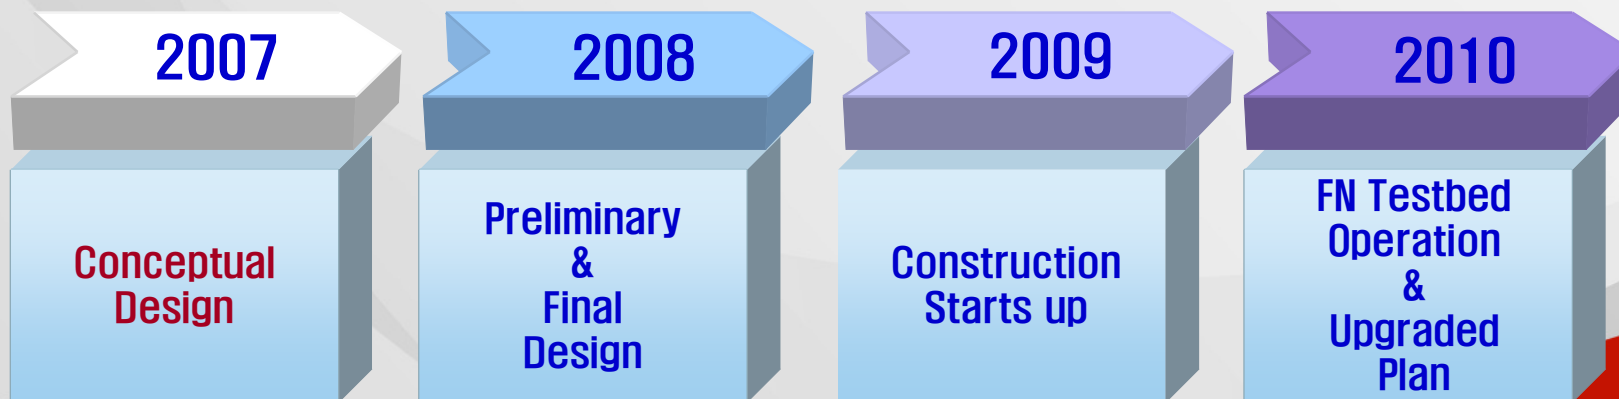 2007
2008
2009
2010
Conceptual
Design
Preliminary
&
Final
Design
Construction
Starts up
FN Testbed
Operation
&
Upgraded
Plan